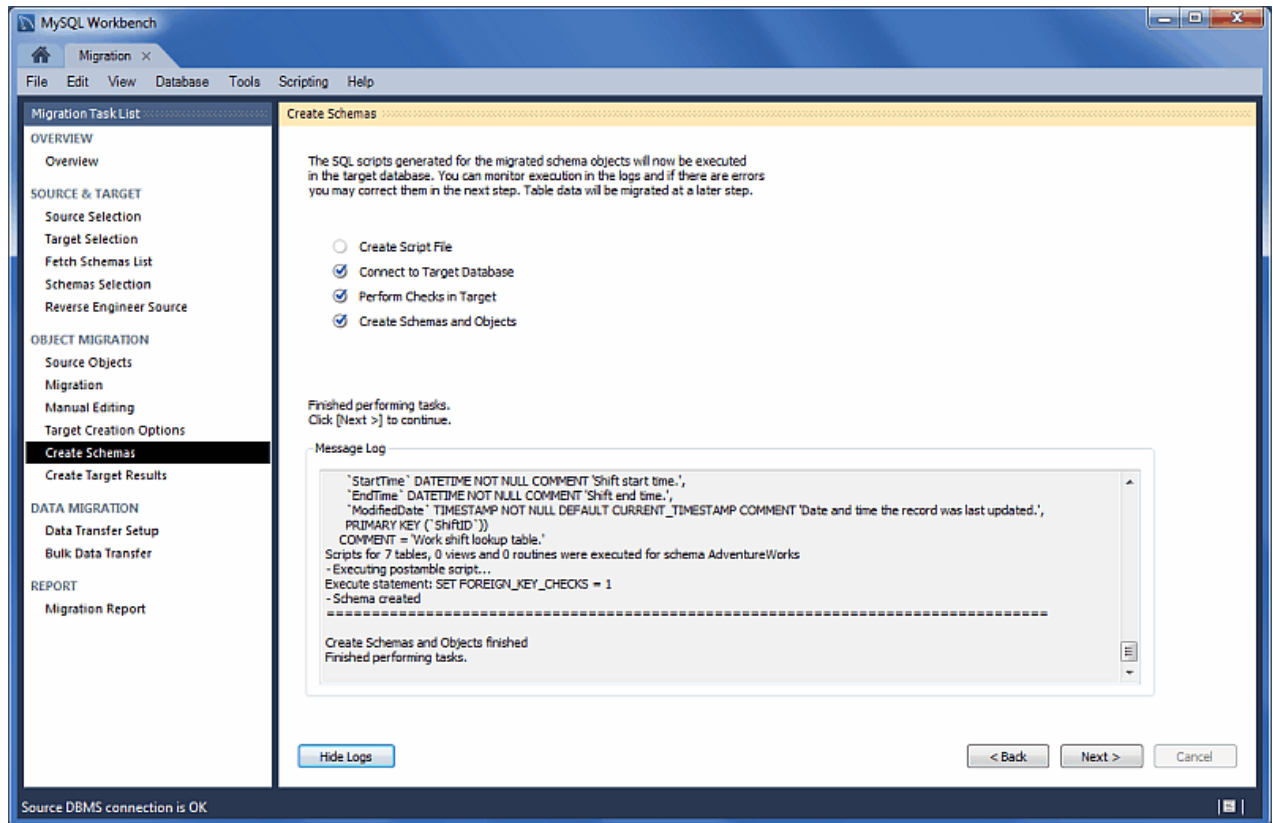 MySQL Workbench
Migration
File Edit View Database Tools Scripting Help
Migration Task List
OVERVIEW
Overview
SOURCE & TARGET
Source Selection
Target Selection
Fetch Schemas List
Schemas Selection
Reverse Engineer Source
OBJECT MIGRATION
Source Objects
Migration
Manual Editing
Target Creation Options
Create Schemas
Create Target Results
DATA MIGRATION
Data Transfer Setup
Bulk Data Transfer
REPORT
Migration Report
Create Schemas
The SQL scripts generated for the migrated schema objects will now be executed
in the target database. You can monitor execution in the logs and if there are errors
you may correct them in the next step. Table data will be migrated at a later step.
Create Script File
Connect to Target Database
Perform Checks in Target
Create Schemas and Objects
Finished performing tasks.
Click [Next >] to continue.
Message Log
`StartTime` DATETIME NOT NULL COMMENT 'Shift start time.',
`EndTime` DATETIME NOT NULL COMMENT 'Shift end time.',
`ModifiedDate` TIMESTAMP NOT NULL DEFAULT CURRENT_TIMESTAMP COMMENT 'Date and time the record was last updated.',
PRIMARY KEY (`ShiftID`))
COMMENT = 'Work shift lookup table.'
Scripts for 7 tables, 0 views and 0 routines were executed for schema AdventureWorks
- Executing postamble script...
Execute statement: SET FOREIGN_KEY_CHECKS = 1
- Schema created
================================================================================
Create Schemas and Objects finished
Finished performing tasks.
Hide Logs
< Back Next > Cancel
Source DBMS connection is OK